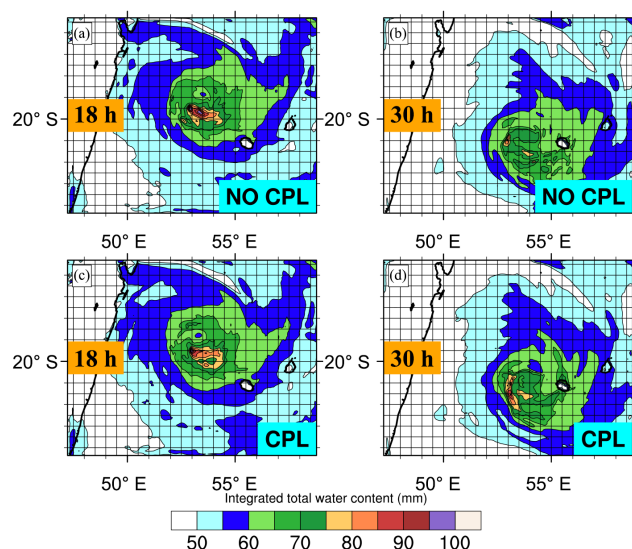 (a)
(b)
20° S
18 h
30 h
NO CPL
NO CPL
50° E
55° E
50° E
55° E
(c)
(d)
20° S
18 h
20° S
30 h
CPL
CPL
50° E
55° E
50° E
55° E
Integrated total water content (mm)
50 60 70 80 90 100